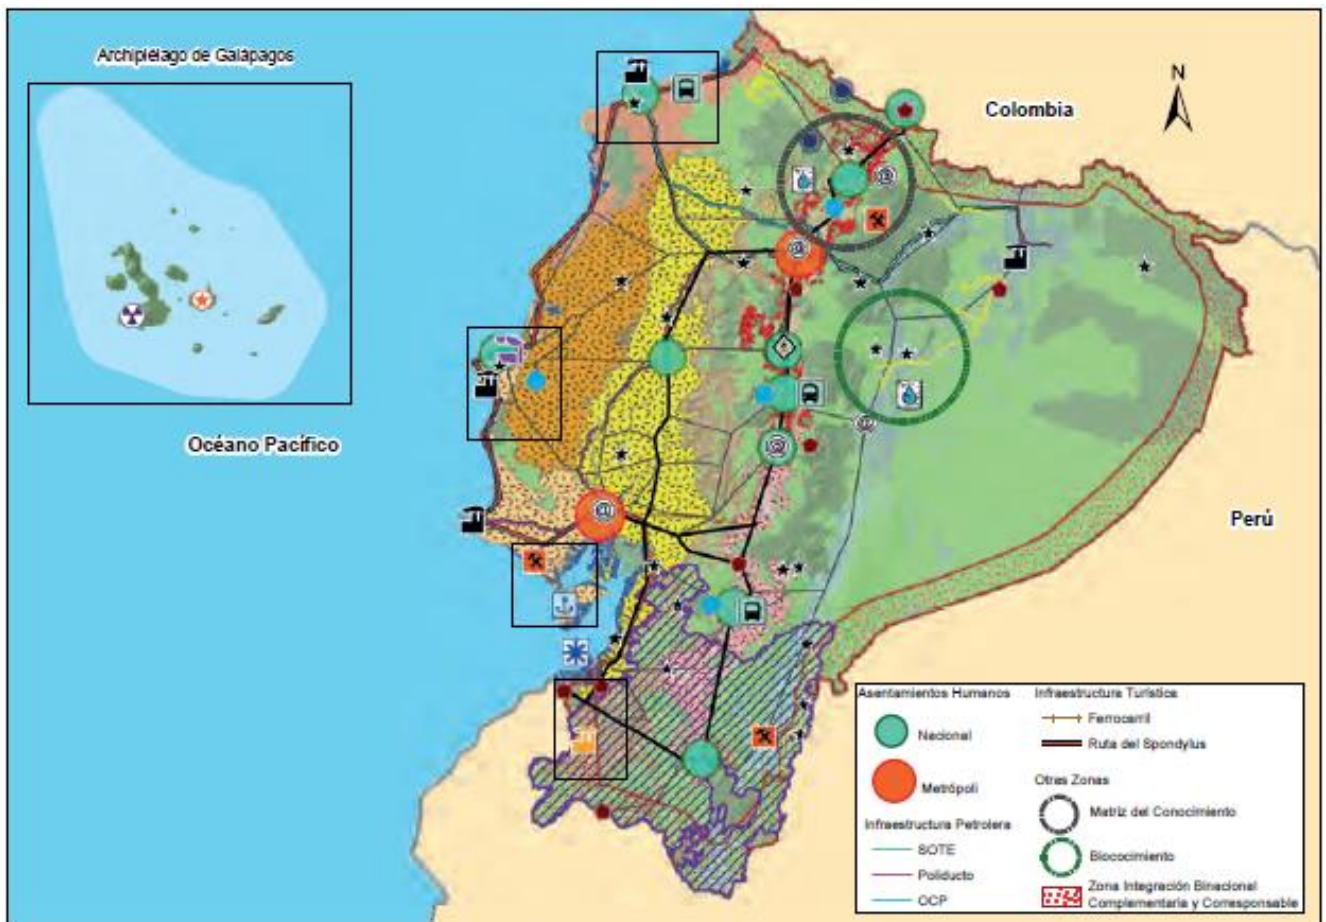 Archipiélago de Galápagos
N
Colombia
Océano Pacífico
Perú
Asentamientos Humanos
Nacional
Metrópoli
Infraestructura Petrolera
SOTE
Poliducto
OCP
Infraestructura Turística
Ferrocarril
Ruta del Spondylus
Otras Zonas
Matriz del Conocimiento
Biococimiento
Zona Integración Binacional
Complementaria y Corresponsable